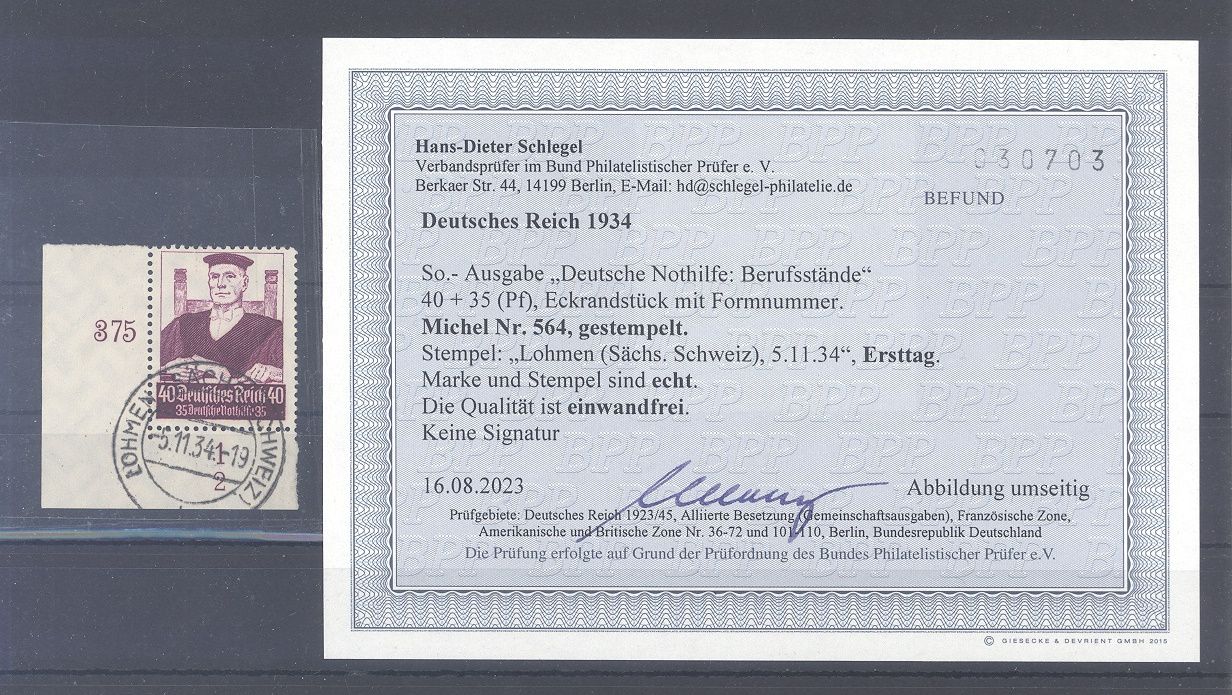 375
40 Deutsches Reich 40
35 Deutsche Nothilfe 35
LOHMEN (SÄCHS. SCHWEIZ)
5.11.34.-19
1
2
Hans-Dieter Schlegel
Verbandsprüfer im Bund Philatelistischer Prüfer e. V.
Berkaer Str. 44, 14199 Berlin, E-Mail: hd@schlegel-philatelie.de
030703
BEFUND
Deutsches Reich 1934
So.- Ausgabe „Deutsche Nothilfe: Berufsstände“
40 + 35 (Pf), Eckrandstück mit Formnummer.
Michel Nr. 564, gestempelt.
Stempel: „Lohmen (Sächs. Schweiz), 5.11.34“, Ersttag.
Marke und Stempel sind echt.
Die Qualität ist einwandfrei.
Keine Signatur
16.08.2023
Abbildung umseitig
Prüfgebiete: Deutsches Reich 1923/45, Alliierte Besetzung (Gemeinschaftsausgaben), Französische Zone,
Amerikanische und Britische Zone Nr. 36-72 und 101-110, Berlin, Bundesrepublik Deutschland
Die Prüfung erfolgte auf Grund der Prüfordnung des Bundes Philatelistischer Prüfer e.V.
© GIESECKE & DEVRIENT GMBH 2015